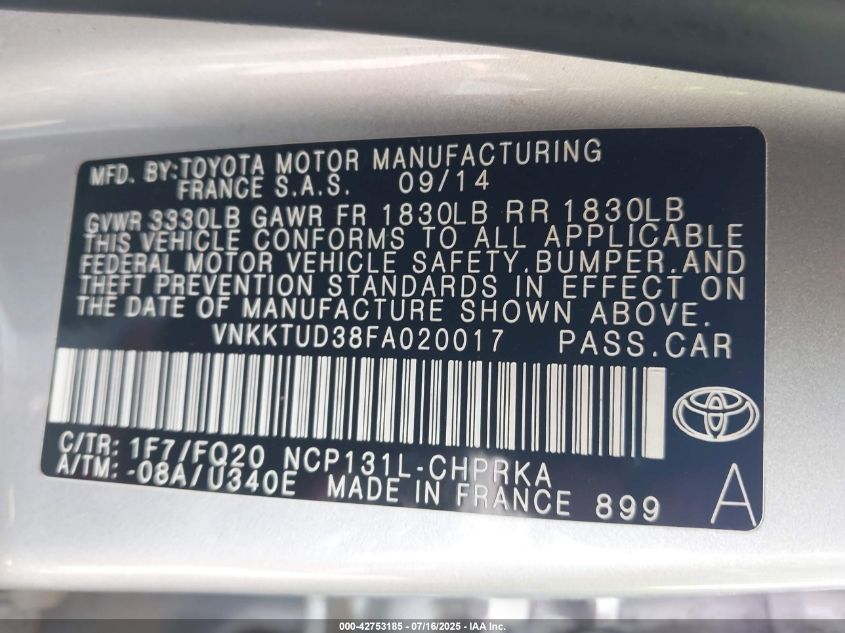 MFD. BY:TOYOTA MOTOR MANUFACTURING
FRANCE S.A.S. 09/14
GVWR 3330LB GAWR FR 1830LB RR 1830LB
THIS VEHICLE CONFORMS TO ALL APPLICABLE
FEDERAL MOTOR VEHICLE SAFETY,BUMPER,AND
THEFT PREVENTION STANDARDS IN EFFECT ON
THE DATE OF MANUFACTURE SHOWN ABOVE.
VNKKTUD38FA020017 PASS.CAR
C/TR: 1F7/FQ20 NCP131L-CHPRKA
A/TM: -08A/U340E MADE IN FRANCE 899 A
000-42753185 - 07/16/2025 - IAA Inc.